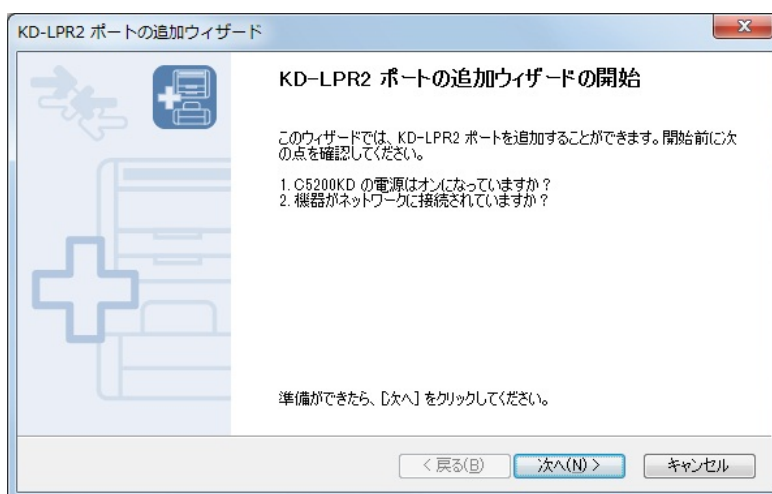 KD-LPR2 ポートの追加ウィザード
KD-LPR2 ポートの追加ウィザードの開始
このウィザードでは、KD-LPR2 ポートを追加することができます。開始前に次
の点を確認してください。
1. C5200KD の電源はオンになっていますか？
2. 機器がネットワークに接続されていますか？
準備ができたら、[次へ] をクリックしてください。
< 戻る(B)
次へ(N) >
キャンセル